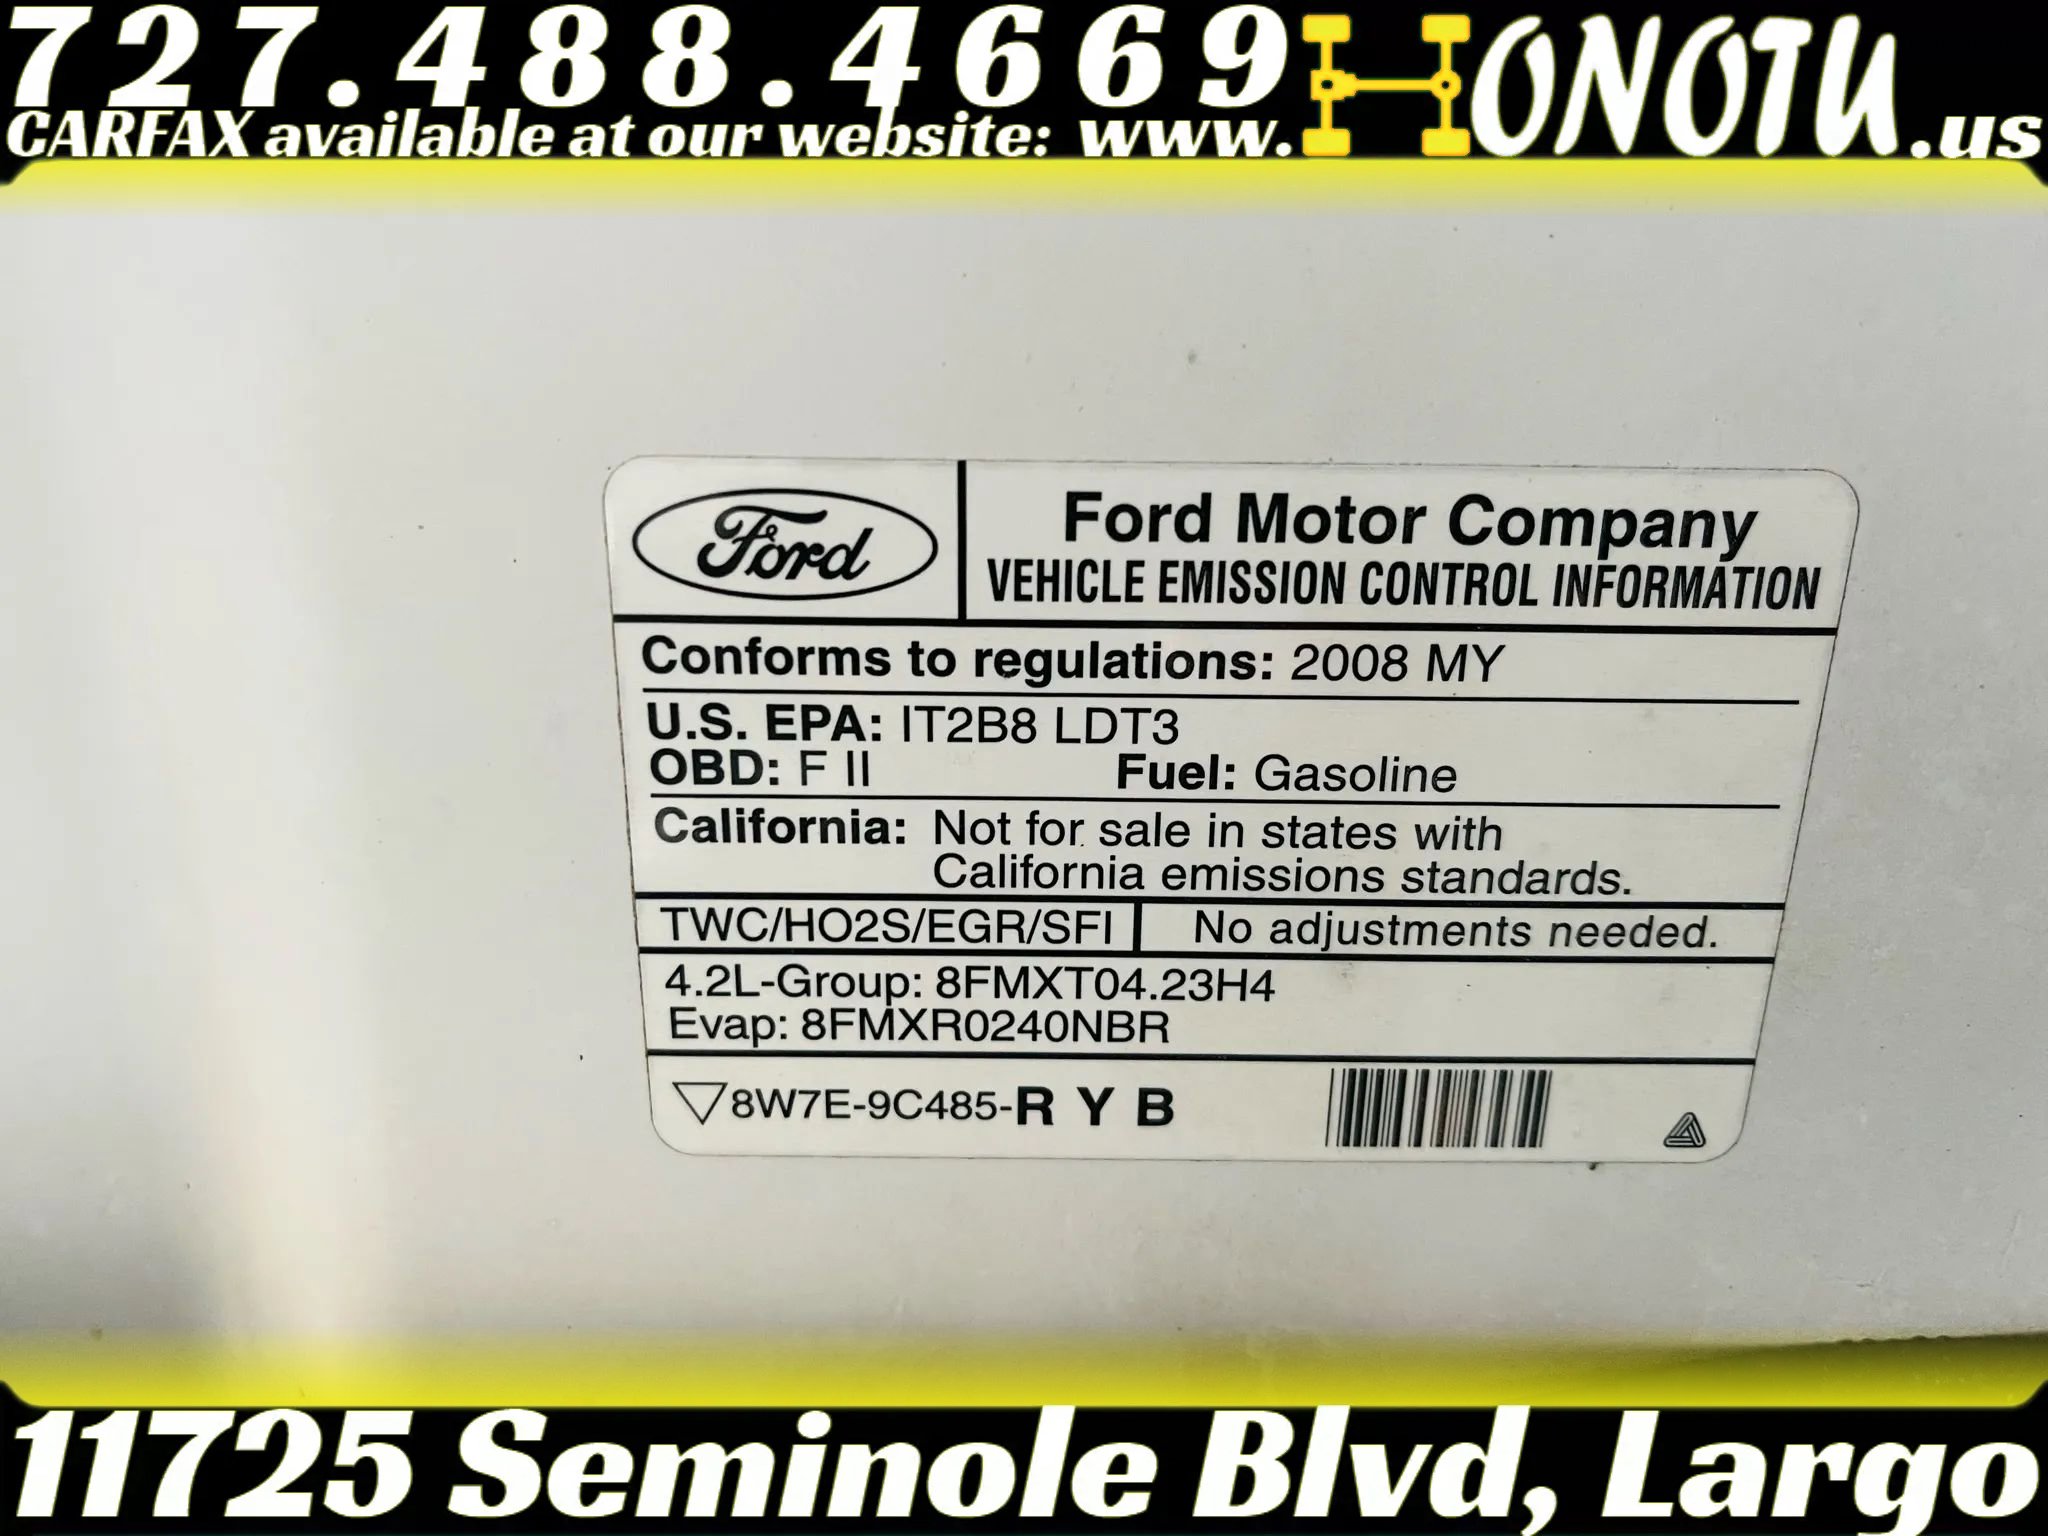 727.488.4669 HONOTU.us
CARFAX available at our website: www.
Ford
Ford Motor Company
VEHICLE EMISSION CONTROL INFORMATION
Conforms to regulations: 2008 MY
U.S. EPA: IT2B8 LDT3
OBD: F II Fuel: Gasoline
California: Not for sale in states with
California emissions standards.
TWC/HO2S/EGR/SFI No adjustments needed.
4.2L-Group: 8FMXT04.23H4
Evap: 8FMXR0240NBR
8W7E-9C485-R Y B
11725 Seminole Blvd, Largo